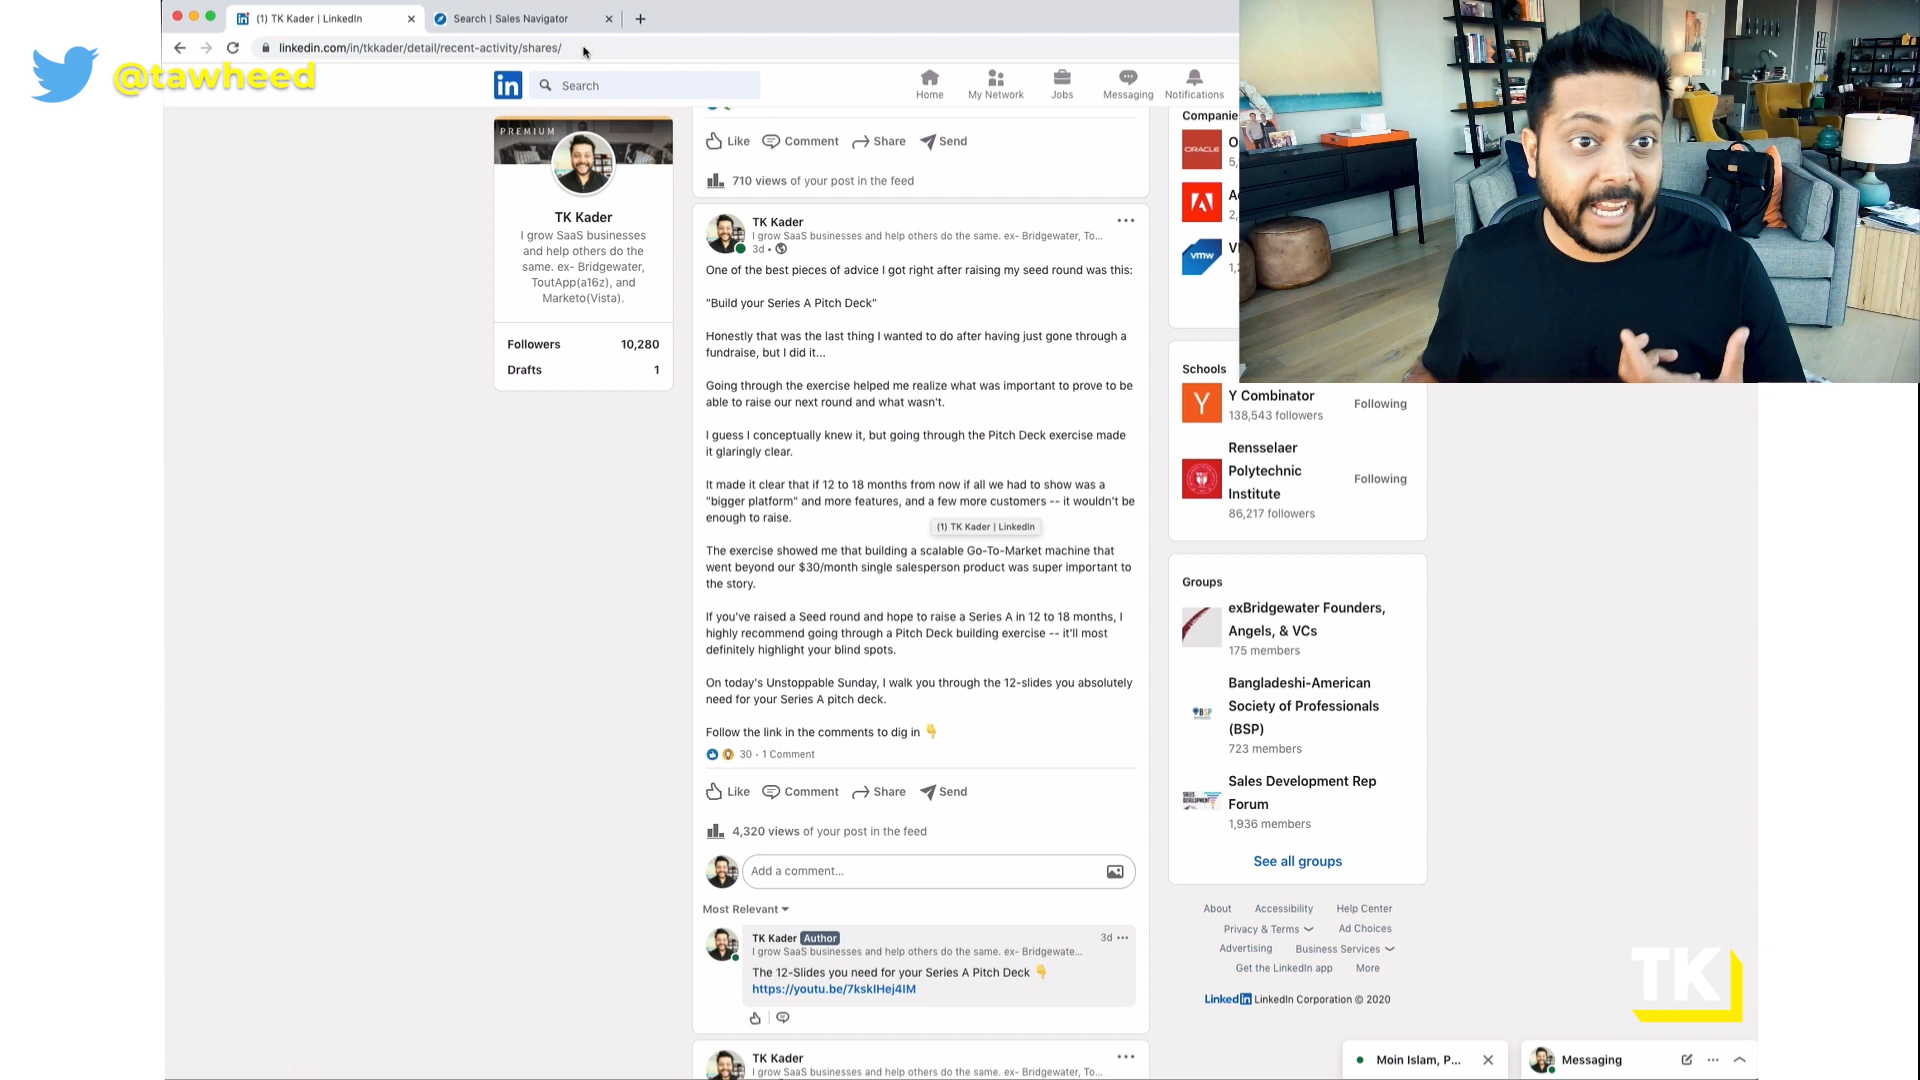 (1) TK Kader | LinkedIn
Search | Sales Navigator
linkedin.com/in/tkkader/detail/recent-activity/shares/
@tawheed
in
Search
Home
My Network
Jobs
Messaging
Notifications
PREMIUM
TK Kader
I grow SaaS businesses
and help others do the
same. ex- Bridgewater,
ToutApp(a16z), and
Marketo(Vista).
Followers 10,280
Drafts 1
Like Comment Share Send
710 views of your post in the feed
TK Kader
I grow SaaS businesses and help others do the same. ex- Bridgewater, To...
3d •
One of the best pieces of advice I got right after raising my seed round was this:
"Build your Series A Pitch Deck"
Honestly that was the last thing I wanted to do after having just gone through a
fundraise, but I did it...
Going through the exercise helped me realize what was important to prove to be
able to raise our next round and what wasn't.
I guess I conceptually knew it, but going through the Pitch Deck exercise made
it glaringly clear.
It made it clear that if 12 to 18 months from now if all we had to show was a
"bigger platform" and more features, and a few more customers -- it wouldn't be
enough to raise.
(1) TK Kader | LinkedIn
The exercise showed me that building a scalable Go-To-Market machine that
went beyond our $30/month single salesperson product was super important to
the story.
If you've raised a Seed round and hope to raise a Series A in 12 to 18 months, I
highly recommend going through a Pitch Deck building exercise -- it'll most
definitely highlight your blind spots.
On today's Unstoppable Sunday, I walk you through the 12-slides you absolutely
need for your Series A pitch deck.
Follow the link in the comments to dig in 👇
30 · 1 Comment
Like Comment Share Send
4,320 views of your post in the feed
Add a comment...
Most Relevant
TK Kader Author 3d
I grow SaaS businesses and help others do the same. ex- Bridgewate...
The 12-Slides you need for your Series A Pitch Deck 👇
https://youtu.be/7kskIHej4IM
TK Kader
I grow SaaS businesses and help others do the same. ex- Bridgewater, To...
Companie
ORACLE
O
5,
A
2,
vmw
V
Schools
Y
Y Combinator
138,543 followers
Following
Rensselaer
Polytechnic
Institute
86,217 followers
Following
Groups
exBridgewater Founders,
Angels, & VCs
175 members
BSP
Bangladeshi-American
Society of Professionals
(BSP)
723 members
Sales Development Rep
Forum
1,936 members
See all groups
About Accessibility Help Center
Privacy & Terms Ad Choices
Advertising Business Services
Get the LinkedIn app More
LinkedIn LinkedIn Corporation © 2020
TK
Moin Islam, P...
Messaging